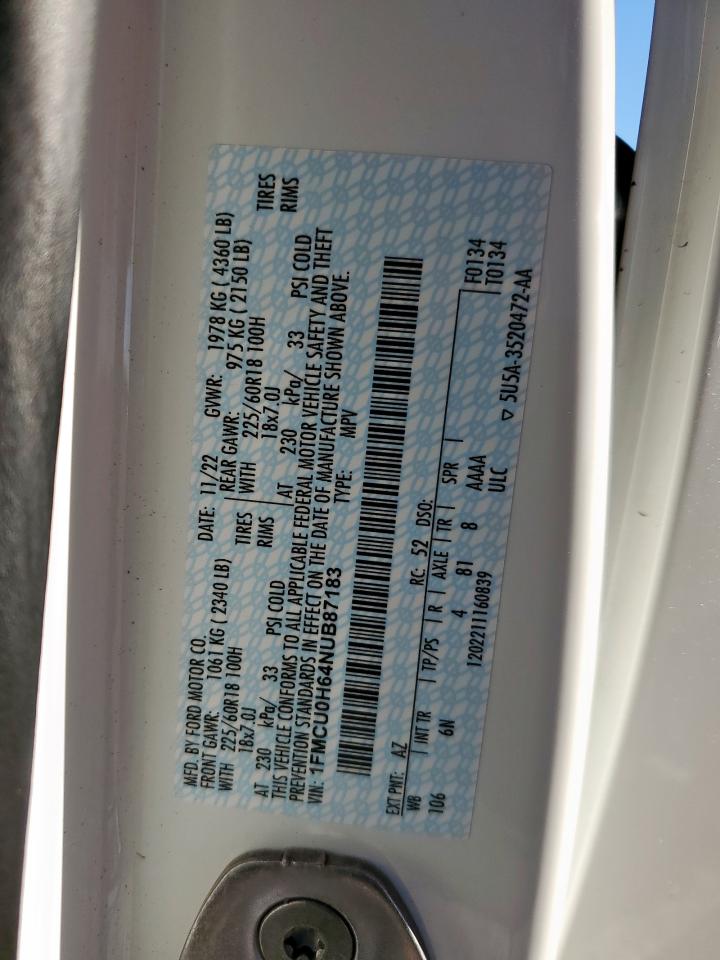 MFD. BY FORD MOTOR CO.
DATE: 11/22 GVWR: 1978 KG ( 4360 LB)
FRONT GAWR: 1061 KG ( 2340 LB) REAR GAWR: 975 KG ( 2150 LB)
WITH 225/60R18 100H TIRES WITH 225/60R18 100H TIRES
18x7.0J RIMS 18x7.0J RIMS
AT 230 kPa/ 33 PSI COLD AT 230 kPa/ 33 PSI COLD
THIS VEHICLE CONFORMS TO ALL APPLICABLE FEDERAL MOTOR VEHICLE SAFETY AND THEFT
PREVENTION STANDARDS IN EFFECT ON THE DATE OF MANUFACTURE SHOWN ABOVE.
VIN: 1FMCU0H64NUB87183 TYPE: MPV
EXT PNT: AZ RC: 52 DSO: F0134
WB INT TR TP/PS R AXLE TR SPR T0134
106 6N 4 81 8 AAAA
12022111160839 ULC ▽ 5U5A-3520472-AA